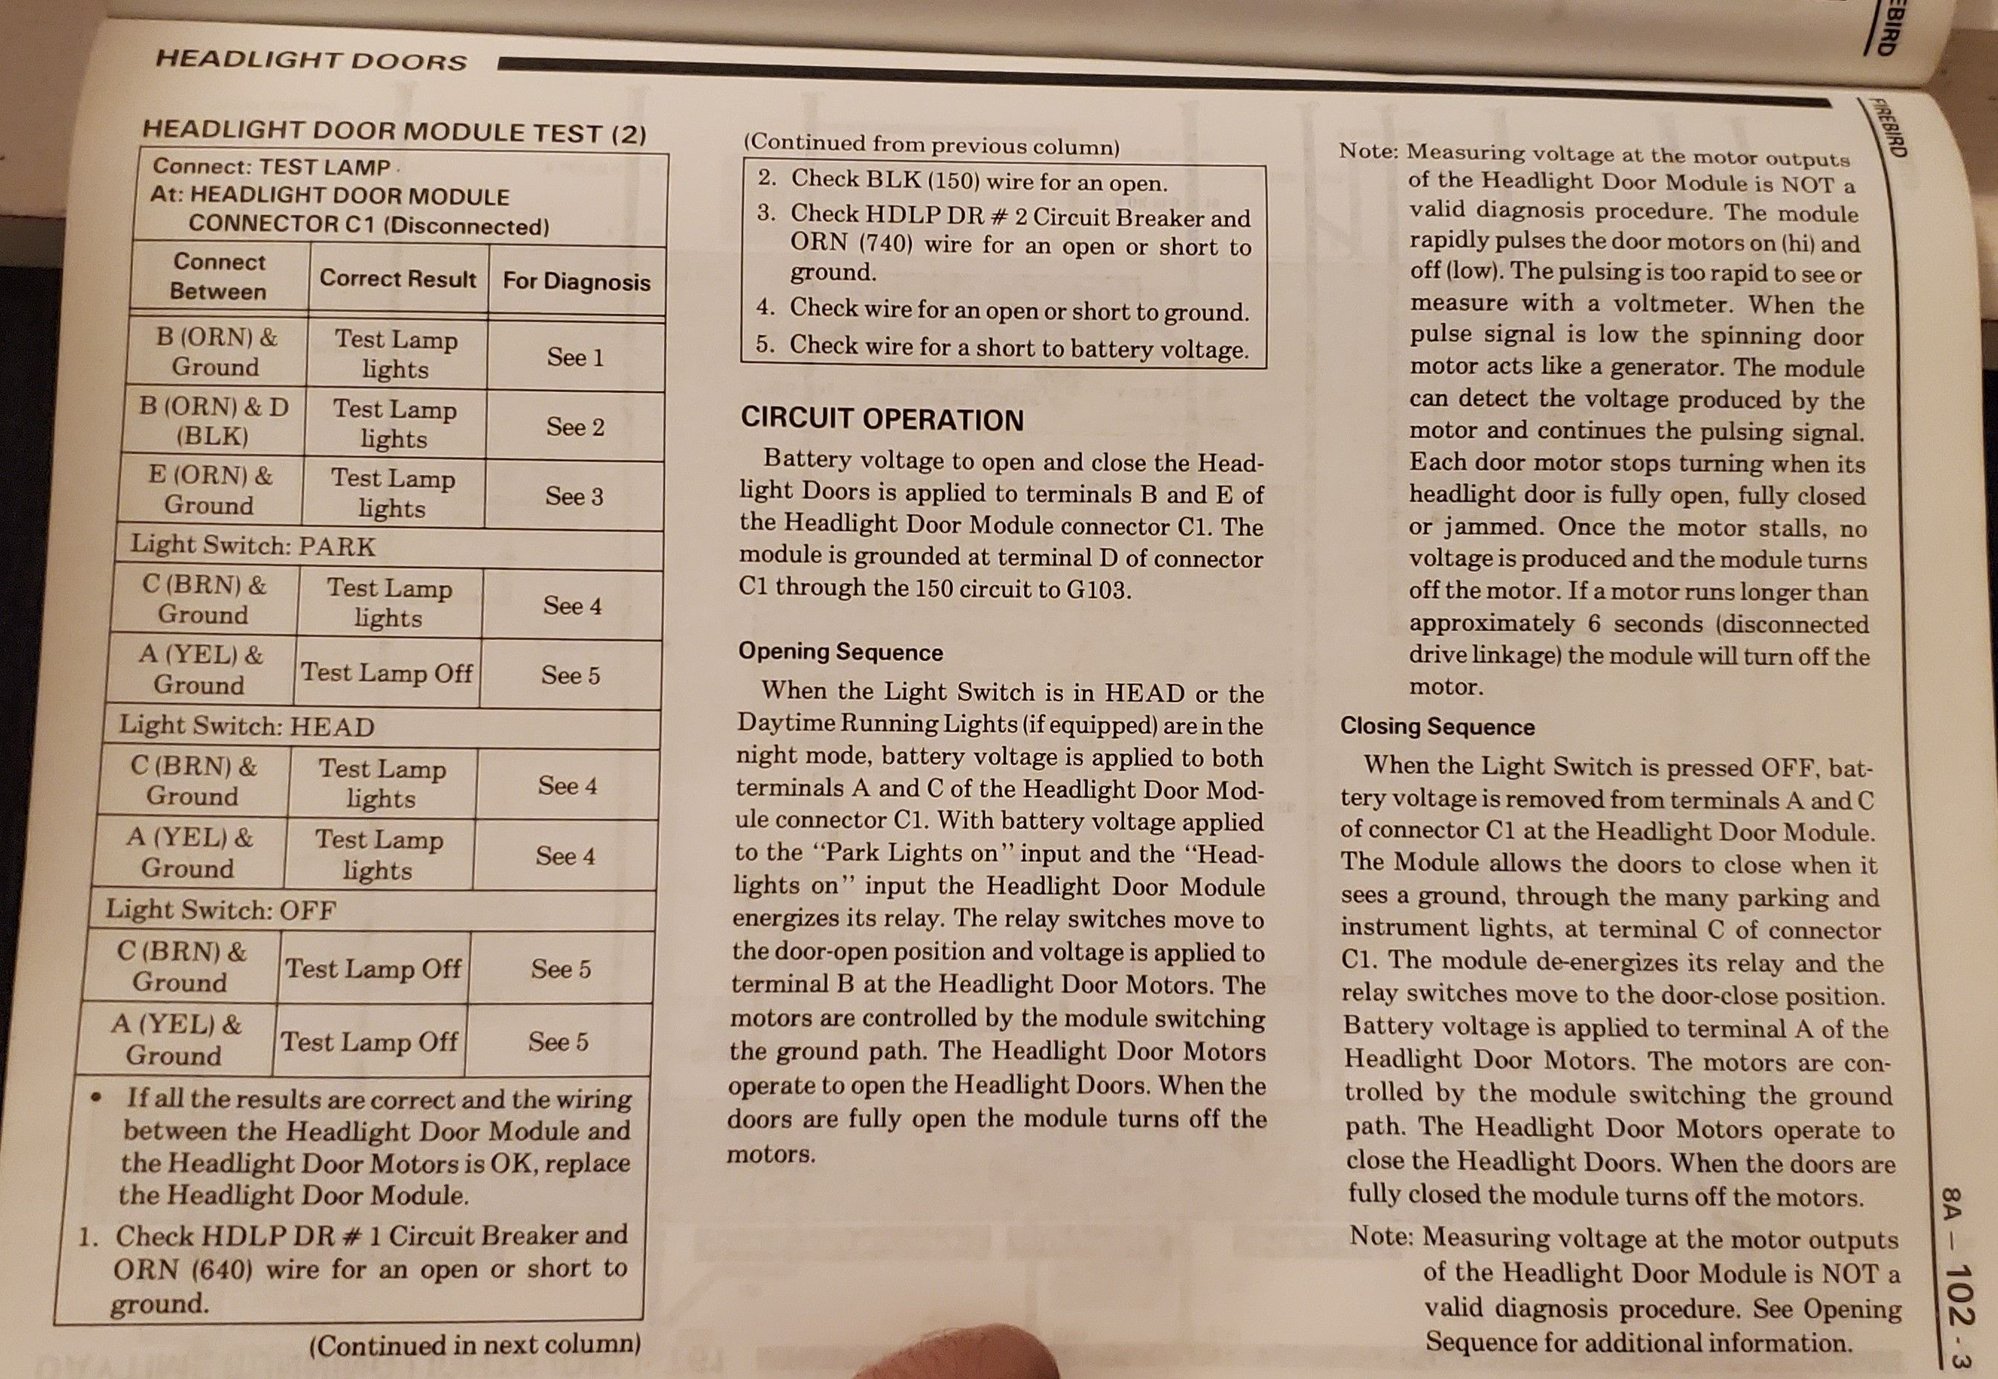 EBIRD
HEADLIGHT DOORS
FIREBIRD
HEADLIGHT DOOR MODULE TEST (2)
Connect: TEST LAMP
At: HEADLIGHT DOOR MODULE
CONNECTOR C1 (Disconnected)
Connect Between | Correct Result | For Diagnosis
B (ORN) & Ground | Test Lamp lights | See 1
B (ORN) & D (BLK) | Test Lamp lights | See 2
E (ORN) & Ground | Test Lamp lights | See 3
Light Switch: PARK
C (BRN) & Ground | Test Lamp lights | See 4
A (YEL) & Ground | Test Lamp Off | See 5
Light Switch: HEAD
C (BRN) & Ground | Test Lamp lights | See 4
A (YEL) & Ground | Test Lamp lights | See 4
Light Switch: OFF
C (BRN) & Ground | Test Lamp Off | See 5
A (YEL) & Ground | Test Lamp Off | See 5
• If all the results are correct and the wiring
between the Headlight Door Module and
the Headlight Door Motors is OK, replace
the Headlight Door Module.
1. Check HDLP DR # 1 Circuit Breaker and
ORN (640) wire for an open or short to
ground.
(Continued in next column)
(Continued from previous column)
2. Check BLK (150) wire for an open.
3. Check HDLP DR # 2 Circuit Breaker and
ORN (740) wire for an open or short to
ground.
4. Check wire for an open or short to ground.
5. Check wire for a short to battery voltage.
CIRCUIT OPERATION
Battery voltage to open and close the Head-
light Doors is applied to terminals B and E of
the Headlight Door Module connector C1. The
module is grounded at terminal D of connector
C1 through the 150 circuit to G103.
Opening Sequence
When the Light Switch is in HEAD or the
Daytime Running Lights (if equipped) are in the
night mode, battery voltage is applied to both
terminals A and C of the Headlight Door Mod-
ule connector C1. With battery voltage applied
to the “Park Lights on” input and the “Head-
lights on” input the Headlight Door Module
energizes its relay. The relay switches move to
the door-open position and voltage is applied to
terminal B at the Headlight Door Motors. The
motors are controlled by the module switching
the ground path. The Headlight Door Motors
operate to open the Headlight Doors. When the
doors are fully open the module turns off the
motors.
Note: Measuring voltage at the motor outputs
of the Headlight Door Module is NOT a
valid diagnosis procedure. The module
rapidly pulses the door motors on (hi) and
off (low). The pulsing is too rapid to see or
measure with a voltmeter. When the
pulse signal is low the spinning door
motor acts like a generator. The module
can detect the voltage produced by the
motor and continues the pulsing signal.
Each door motor stops turning when its
headlight door is fully open, fully closed
or jammed. Once the motor stalls, no
voltage is produced and the module turns
off the motor. If a motor runs longer than
approximately 6 seconds (disconnected
drive linkage) the module will turn off the
motor.
Closing Sequence
When the Light Switch is pressed OFF, bat-
tery voltage is removed from terminals A and C
of connector C1 at the Headlight Door Module.
The Module allows the doors to close when it
sees a ground, through the many parking and
instrument lights, at terminal C of connector
C1. The module de-energizes its relay and the
relay switches move to the door-close position.
Battery voltage is applied to terminal A of the
Headlight Door Motors. The motors are con-
trolled by the module switching the ground
path. The Headlight Door Motors operate to
close the Headlight Doors. When the doors are
fully closed the module turns off the motors.
Note: Measuring voltage at the motor outputs
of the Headlight Door Module is NOT a
valid diagnosis procedure. See Opening
Sequence for additional information.
8A – 102 - 3